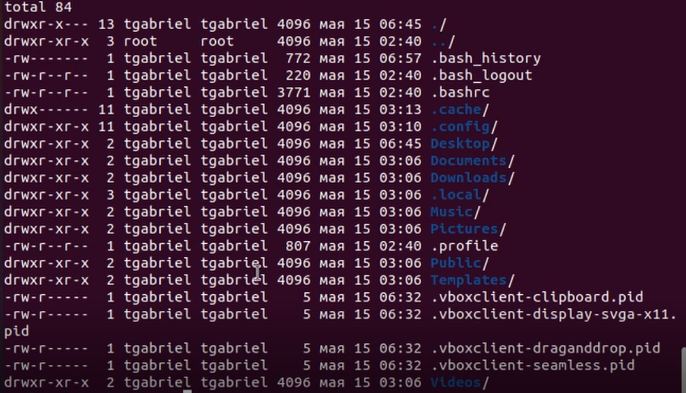 total 84
drwxr-x--- 13 tgabriel tgabriel 4096 мая 15 06:45 ./
drwxr-xr-x 3 root root 4096 мая 15 02:40 ../
-rw------- 1 tgabriel tgabriel 772 мая 15 06:57 .bash_history
-rw-r--r-- 1 tgabriel tgabriel 220 мая 15 02:40 .bash_logout
-rw-r--r-- 1 tgabriel tgabriel 3771 мая 15 02:40 .bashrc
drwx------ 11 tgabriel tgabriel 4096 мая 15 03:13 .cache/
drwxr-xr-x 11 tgabriel tgabriel 4096 мая 15 03:10 .config/
drwxr-xr-x 2 tgabriel tgabriel 4096 мая 15 06:45 Desktop/
drwxr-xr-x 2 tgabriel tgabriel 4096 мая 15 03:06 Documents/
drwxr-xr-x 2 tgabriel tgabriel 4096 мая 15 03:06 Downloads/
drwxr-xr-x 3 tgabriel tgabriel 4096 мая 15 03:06 .local/
drwxr-xr-x 2 tgabriel tgabriel 4096 мая 15 03:06 Music/
drwxr-xr-x 2 tgabriel tgabriel 4096 мая 15 03:06 Pictures/
-rw-r--r-- 1 tgabriel tgabriel 807 мая 15 02:40 .profile
drwxr-xr-x 2 tgabriel tgabriel 4096 мая 15 03:06 Public/
drwxr-xr-x 2 tgabriel tgabriel 4096 мая 15 03:06 Templates/
-rw-r----- 1 tgabriel tgabriel 5 мая 15 06:32 .vboxclient-clipboard.pid
-rw-r----- 1 tgabriel tgabriel 5 мая 15 06:32 .vboxclient-display-svga-x11.
pid
-rw-r----- 1 tgabriel tgabriel 5 мая 15 06:32 .vboxclient-draganddrop.pid
-rw-r----- 1 tgabriel tgabriel 5 мая 15 06:32 .vboxclient-seamless.pid
drwxr-xr-x 2 tgabriel tgabriel 4096 мая 15 03:06 Videos/